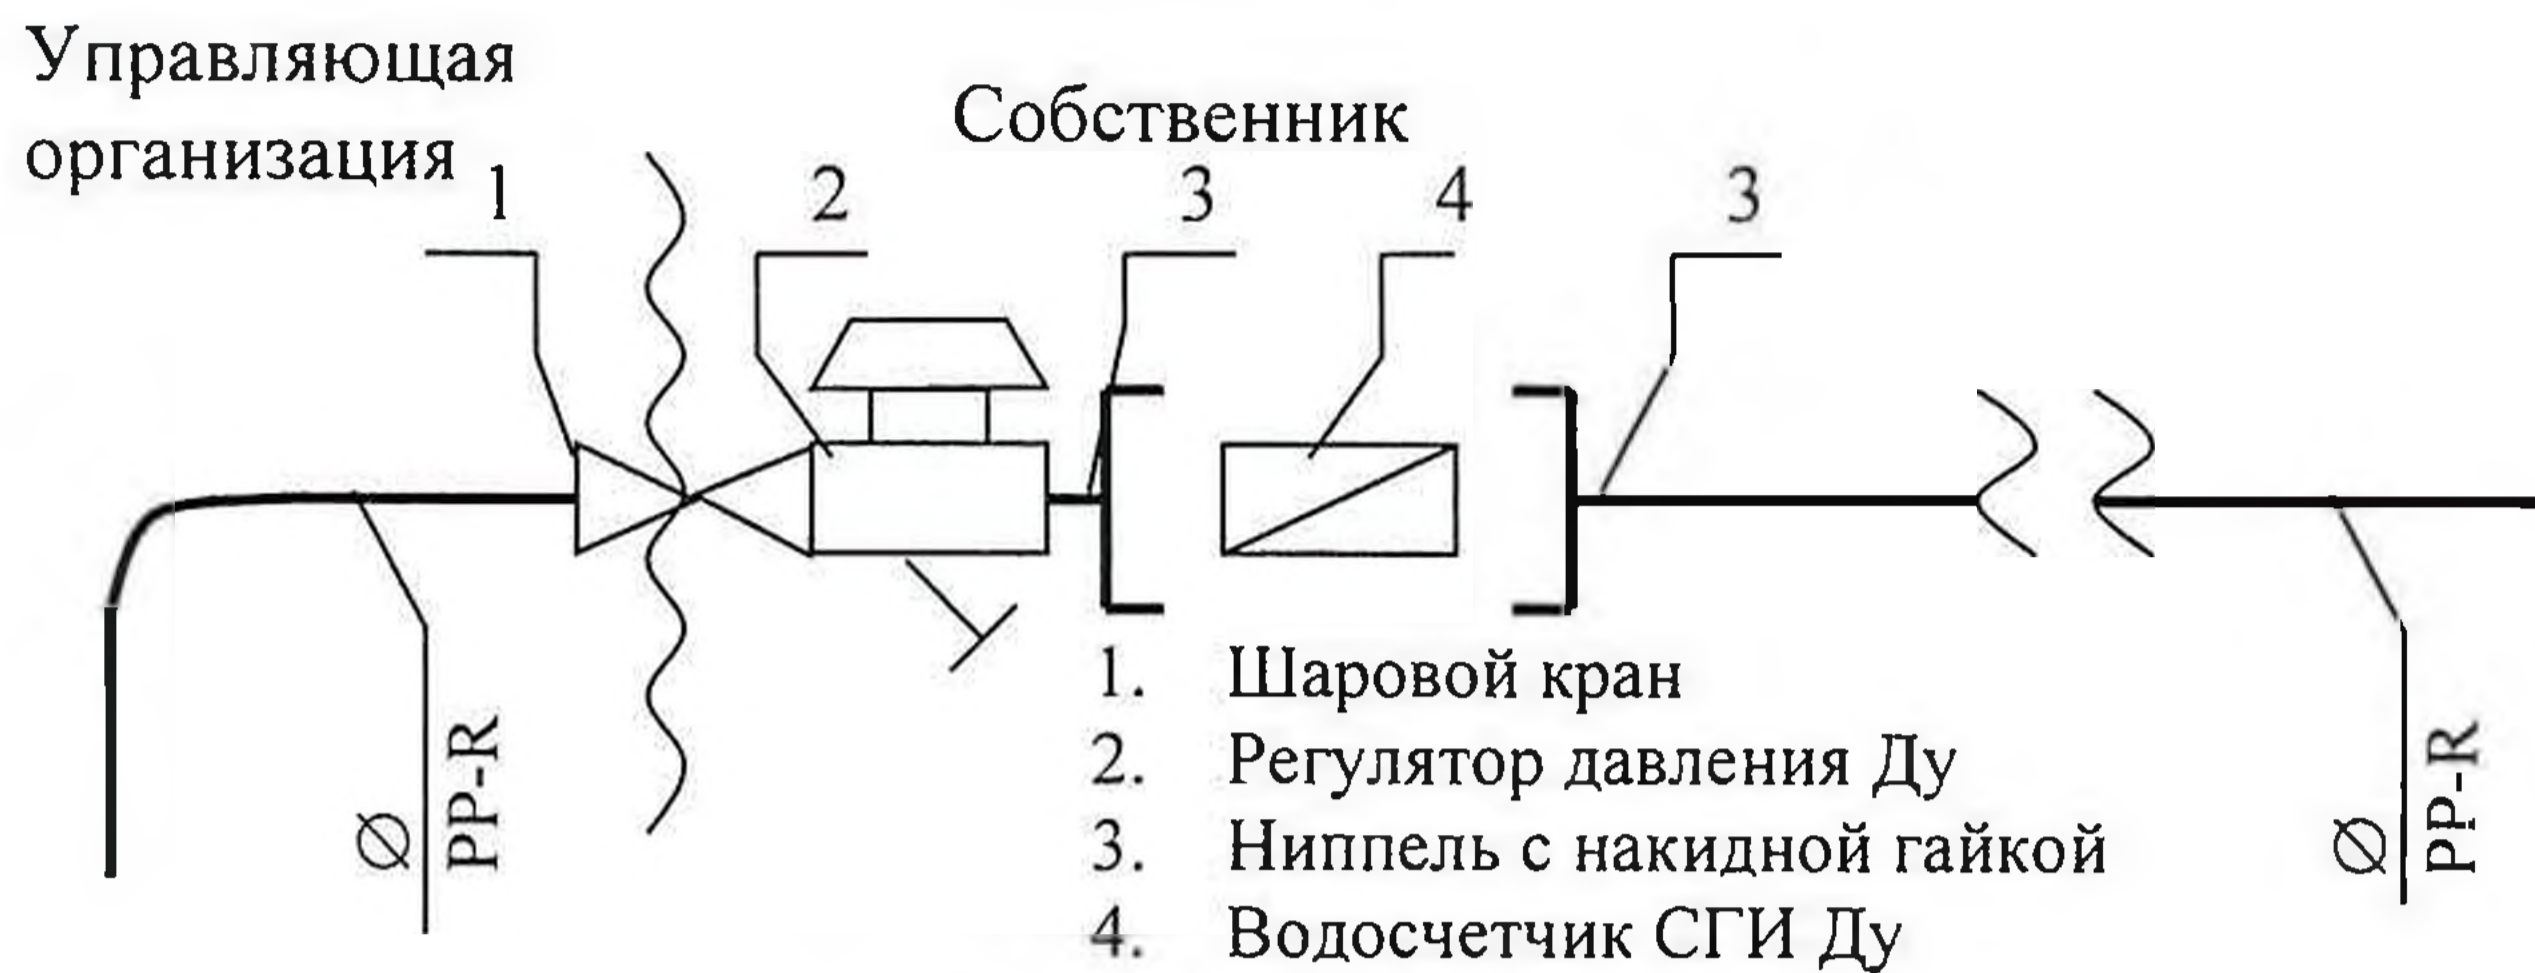 Управляющая
организация
Собственник
1
2
3
4
3
1. Шаровой кран
2. Регулятор давления Ду
3. Ниппель с накидной гайкой
4. Водосчетчик СГИ Ду
Ø PP-R
Ø PP-R